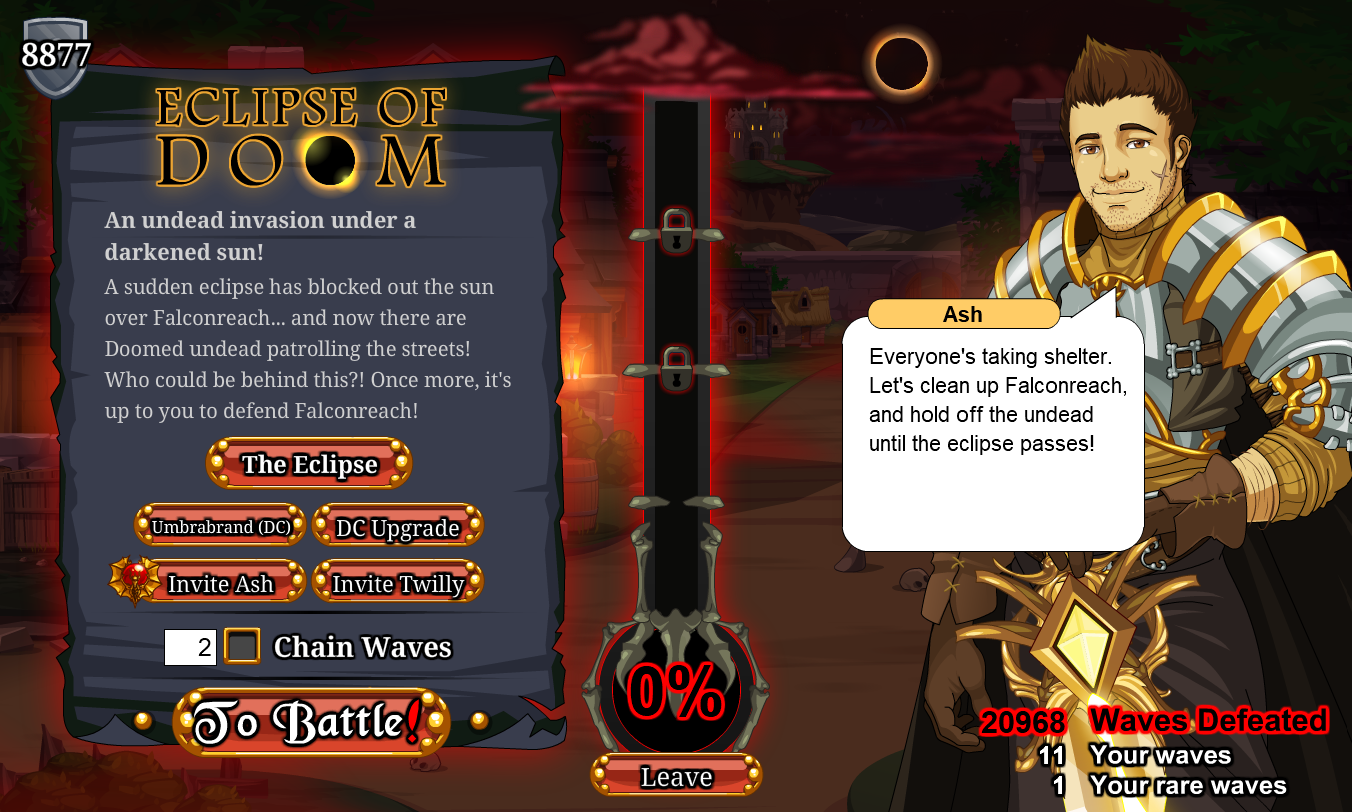 8877
ECLIPSE OF
DOOM
An undead invasion under a
darkened sun!
A sudden eclipse has blocked out the sun
over Falconreach... and now there are
Doomed undead patrolling the streets!
Who could be behind this?! Once more, it's
up to you to defend Falconreach!
The Eclipse
Umbrabrand (DC) DC Upgrade
Invite Ash Invite Twilly
2 Chain Waves
To Battle!
0%
Leave
Ash
Everyone's taking shelter.
Let's clean up Falconreach,
and hold off the undead
until the eclipse passes!
20968 Waves Defeated
11 Your waves
1 Your rare waves